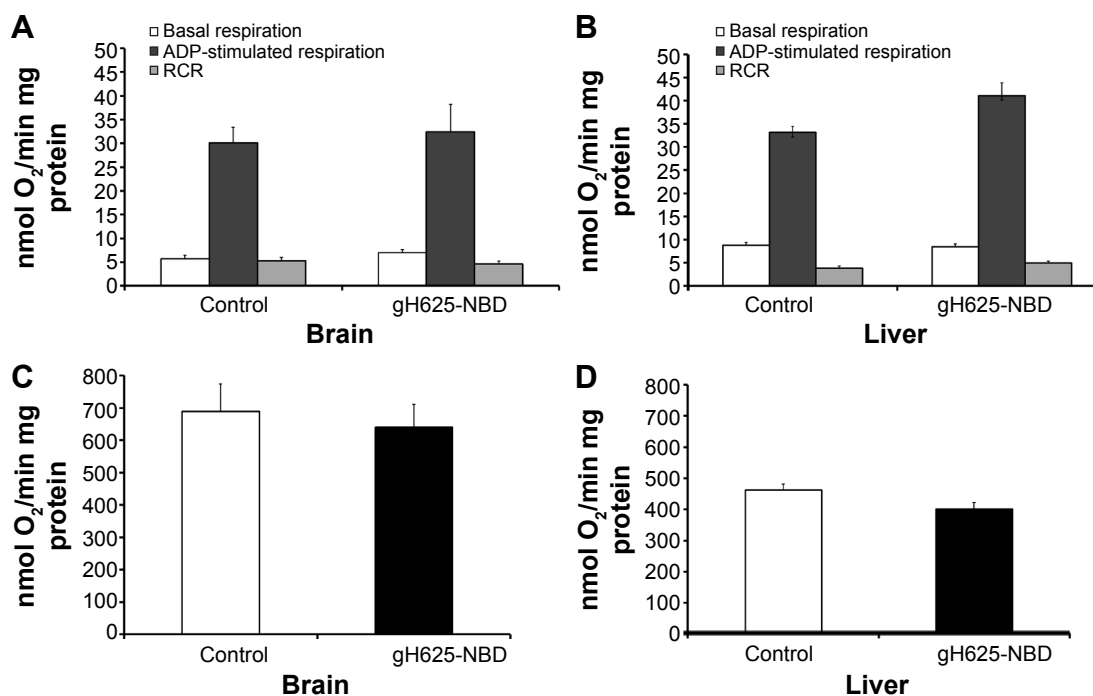 A
Basal respiration
ADP-stimulated respiration
RCR
nmol O₂/min mg
protein
50
45
40
35
30
25
20
15
10
5
0
Control
gH625-NBD
Brain
B
Basal respiration
ADP-stimulated respiration
RCR
nmol O₂/min mg
protein
50
45
40
35
30
25
20
15
10
5
0
Control
gH625-NBD
Liver
C
nmol O₂/min mg
protein
800
700
600
500
400
300
200
100
0
Control
gH625-NBD
Brain
D
nmol O₂/min mg
protein
800
700
600
500
400
300
200
100
0
Control
gH625-NBD
Liver